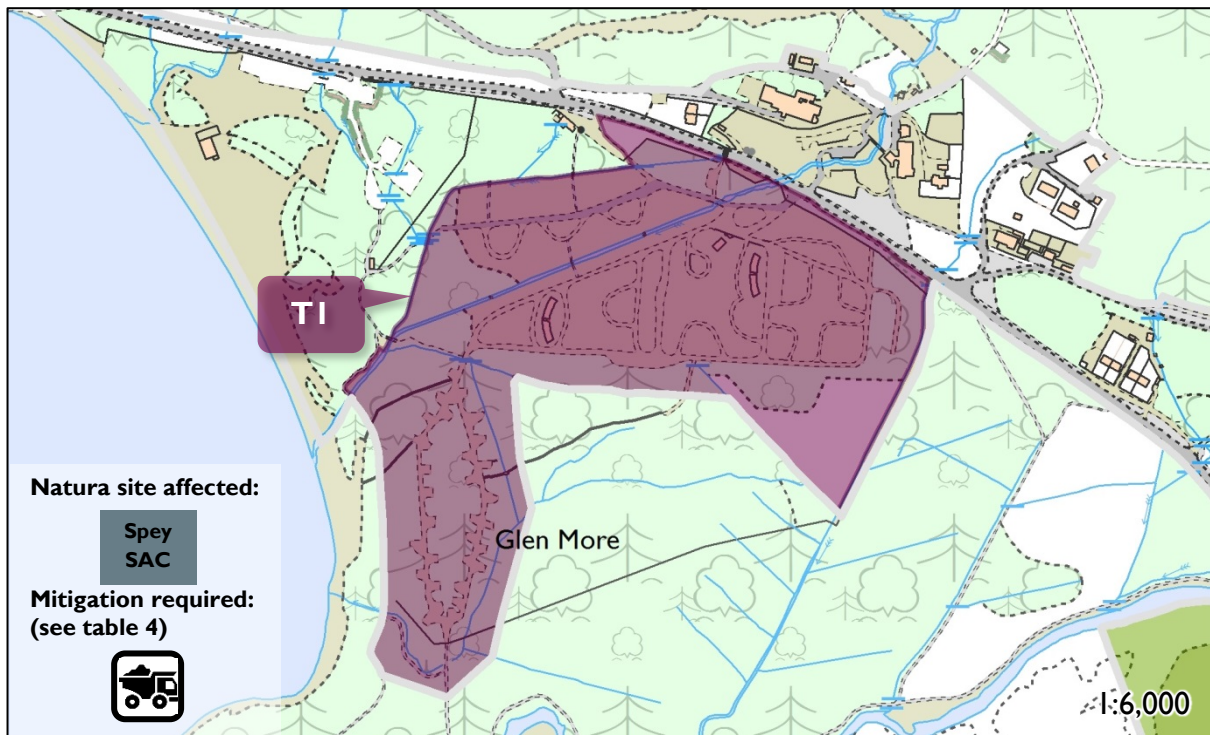 T1
Natura site affected:
Spey
SAC
Mitigation required:
(see table 4)
Glen More
1:6,000